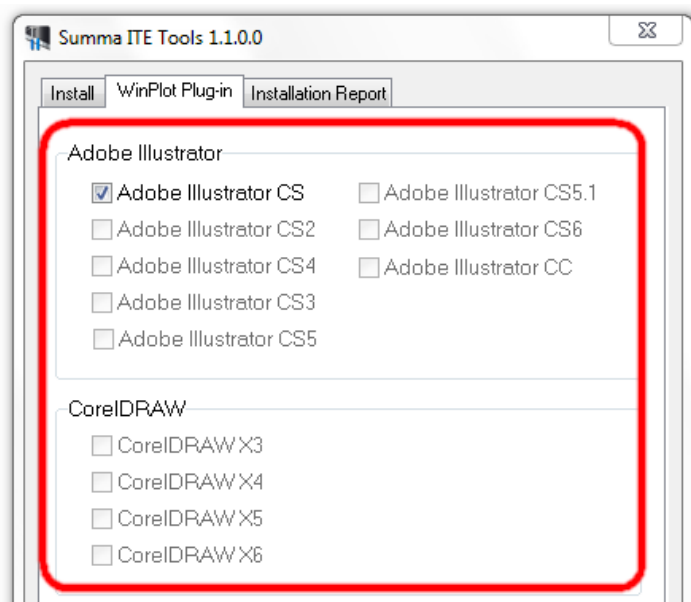 Summa ITE Tools 1.1.0.0
Install WinPlot Plug-in Installation Report
Adobe Illustrator
Adobe Illustrator CS Adobe Illustrator CS5.1
Adobe Illustrator CS2 Adobe Illustrator CS6
Adobe Illustrator CS4 Adobe Illustrator CC
Adobe Illustrator CS3
Adobe Illustrator CS5
CorelDRAW
CorelDRAW X3
CorelDRAW X4
CorelDRAW X5
CorelDRAW X6